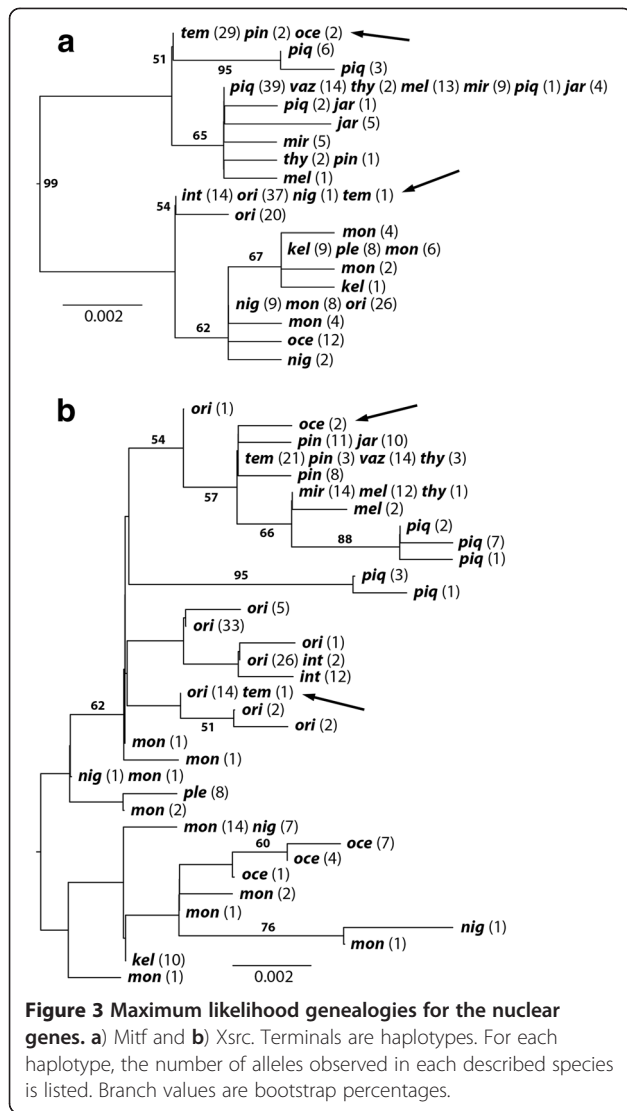 a
tem (29) pin (2) oce (2)
51
piq (6)
95
piq (3)
piq (39) vaz (14) thy (2) mel (13) mir (9) piq (1) jar (4)
piq (2) jar (1)
jar (5)
65
mir (5)
thy (2) pin (1)
mel (1)
99
int (14) ori (37) nig (1) tem (1)
54
ori (20)
mon (4)
67
kel (9) ple (8) mon (6)
mon (2)
kel (1)
0.002
nig (9) mon (8) ori (26)
mon (4)
62
oce (12)
nig (2)
b
ori (1)
54
oce (2)
pin (11) jar (10)
tem (21) pin (3) vaz (14) thy (3)
57
pin (8)
mir (14) mel (12) thy (1)
mel (2)
66
piq (2)
88
piq (7)
piq (1)
95
piq (3)
piq (1)
ori (5)
ori (33)
ori (1)
ori (26) int (2)
int (12)
ori (14) tem (1)
62
ori (2)
51
ori (2)
mon (1)
mon (1)
nig (1) mon (1)
ple (8)
mon (2)
mon (14) nig (7)
60
oce (7)
oce (4)
oce (1)
mon (2)
mon (1)
76
nig (1)
mon (1)
kel (10)
0.002
mon (1)
Figure 3 Maximum likelihood genealogies for the nuclear
genes. a) Mitf and b) Xsrc. Terminals are haplotypes. For each
haplotype, the number of alleles observed in each described species
is listed. Branch values are bootstrap percentages.